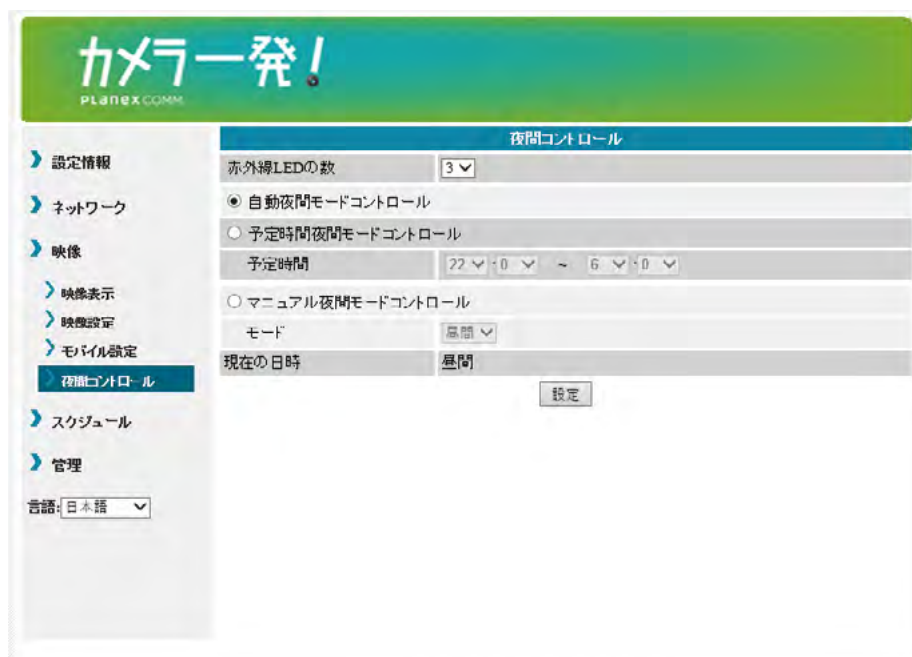 カメラ一発!
PLANEX COMM
設定情報
ネットワーク
映像
映像表示
映像設定
モバイル設定
夜間コントロール
スケジュール
管理
言語: 日本語
夜間コントロール
赤外線LEDの数 3
自動夜間モードコントロール
予定時間夜間モードコントロール
予定時間 22 : 0 ~ 6 : 0
マニュアル夜間モードコントロール
モード 昼間
現在の日時 昼間
設定